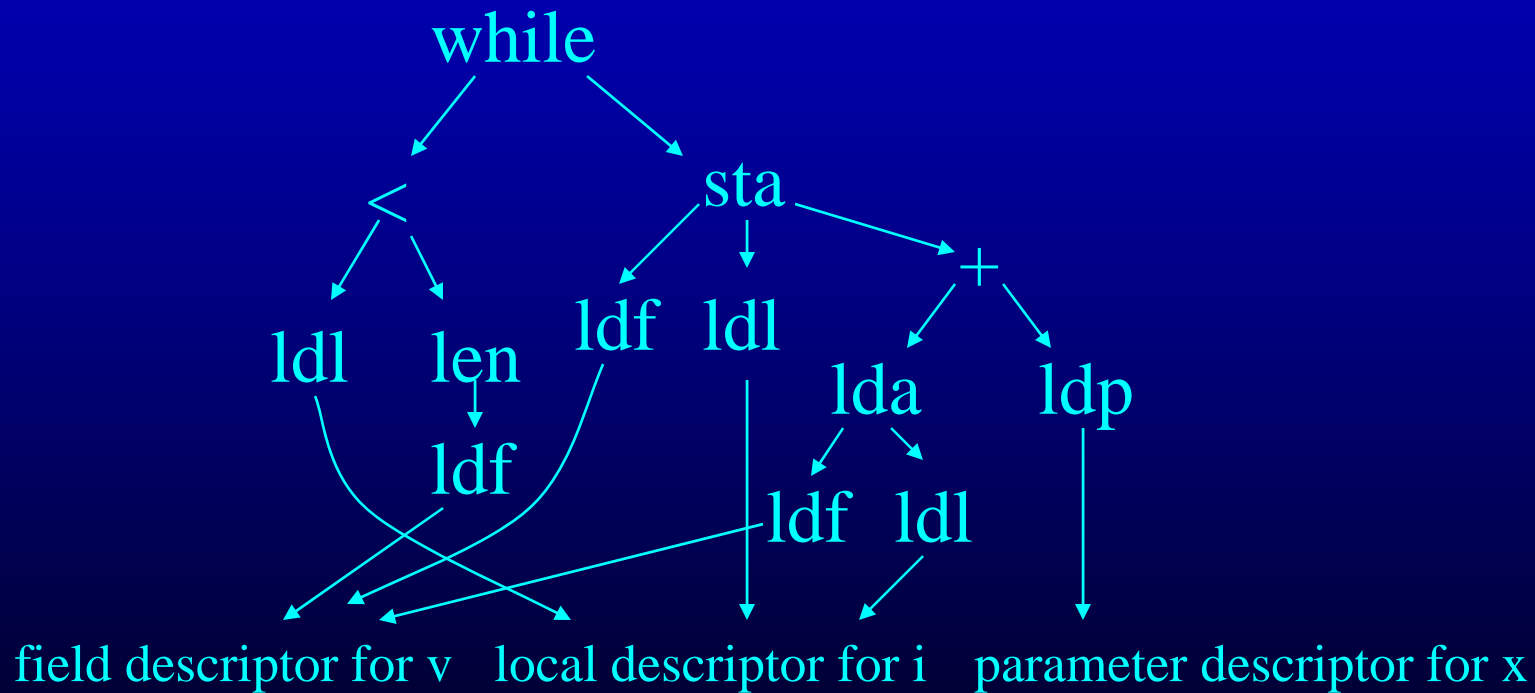 while
< sta
+
ldf ldl
ldl len
lda ldp
ldf
ldf ldl
field descriptor for v local descriptor for i parameter descriptor for x